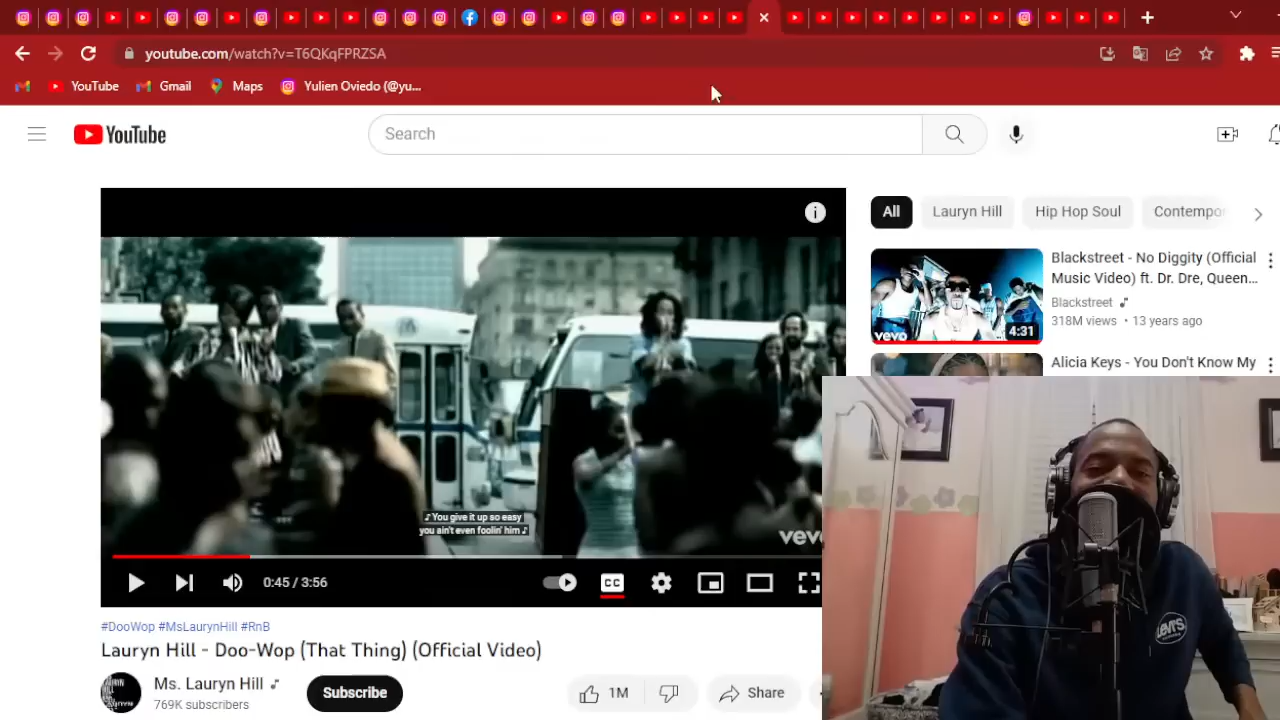 youtube.com/watch?v=T6QKqFPRZSA
YouTube
Gmail
Maps
Yulien Oviedo (@yu...
YouTube
Search
All
Lauryn Hill
Hip Hop Soul
Contempo
Blackstreet - No Diggity (Official
Music Video) ft. Dr. Dre, Queen...
Blackstreet
318M views • 13 years ago
4:31
vevo
Alicia Keys - You Don't Know My
♪You give it up so easy
you ain't even foolin' him♪
vevo
0:45 / 3:56
CC
#DooWop #MsLaurynHill #RnB
Lauryn Hill - Doo-Wop (That Thing) (Official Video)
Ms. Lauryn Hill
769K subscribers
Subscribe
1M
Share
LEVI'S